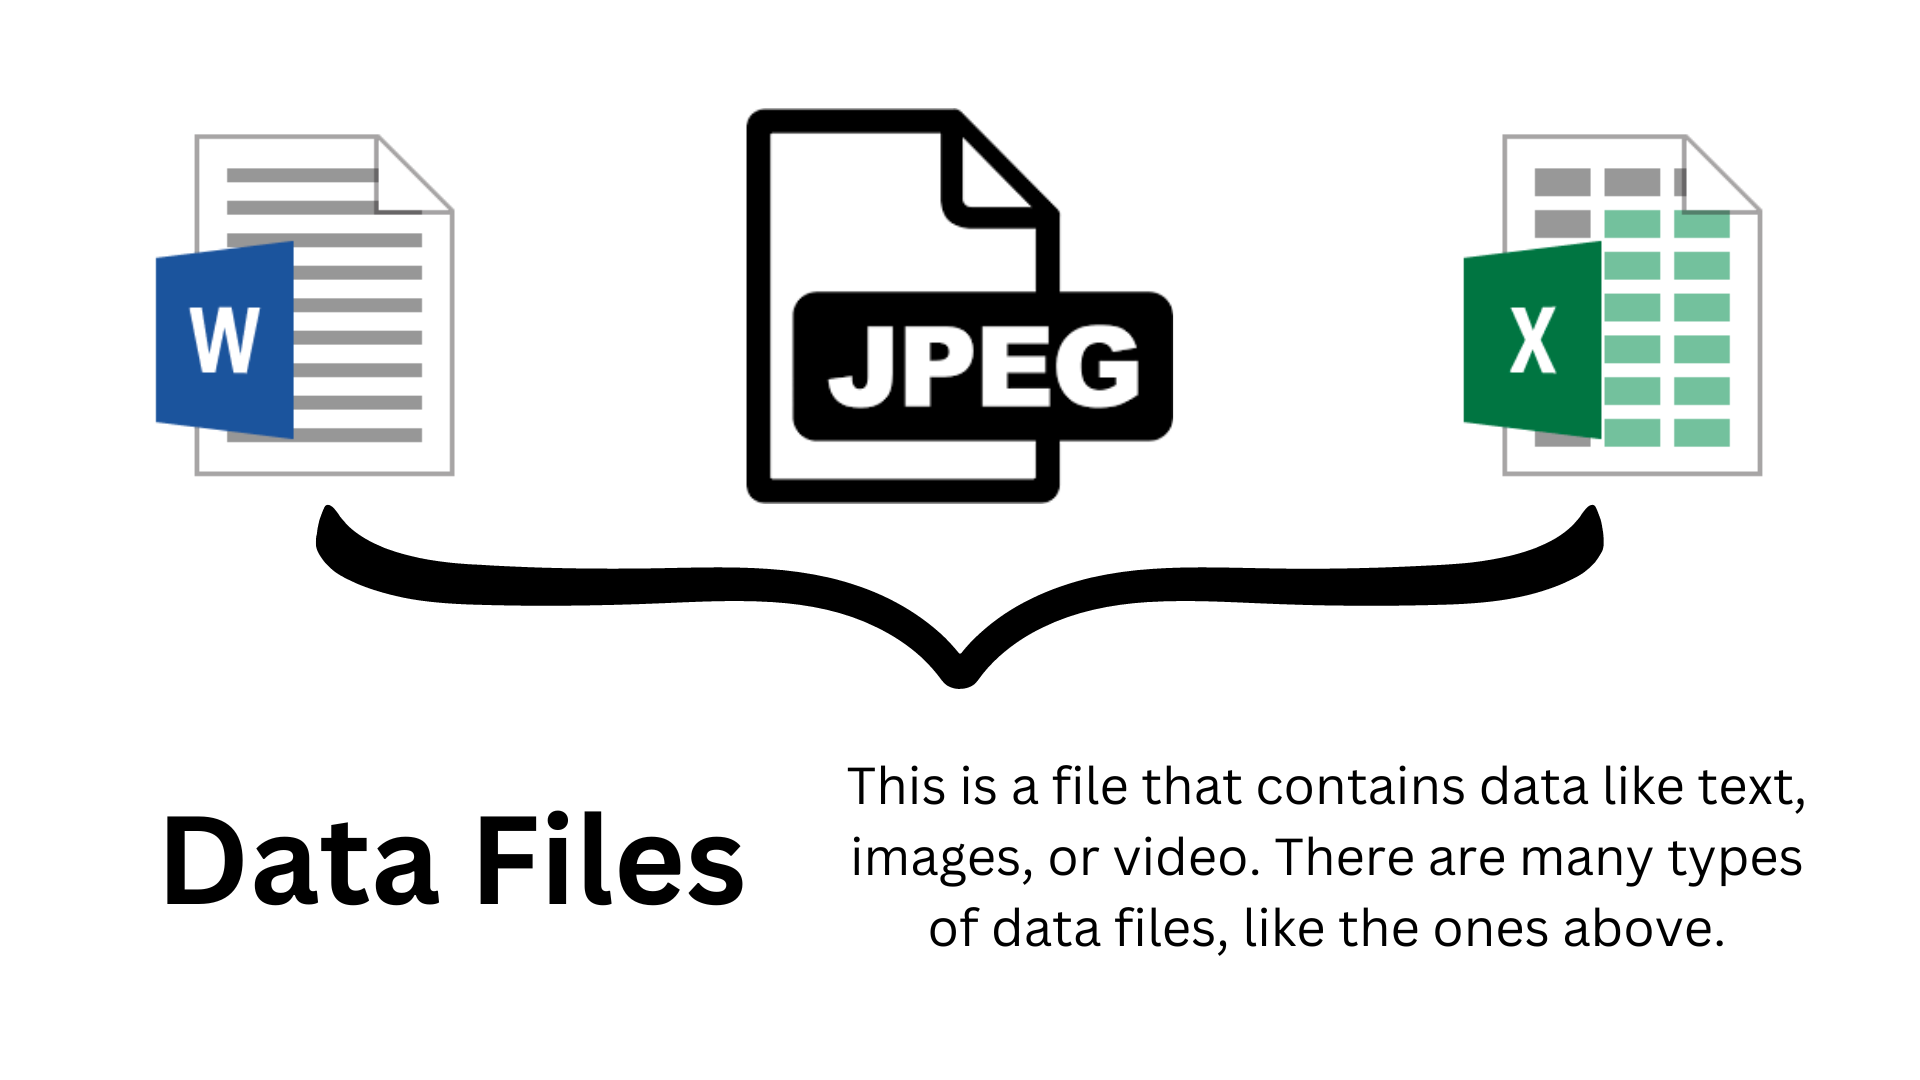 W
JPEG
X
Data Files
This is a file that contains data like text,
images, or video. There are many types
of data files, like the ones above.